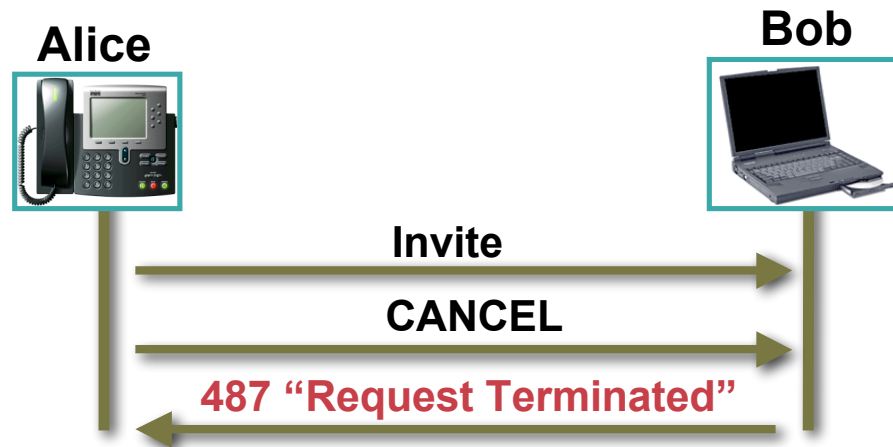 Alice
Bob
Invite
CANCEL
487 “Request Terminated”